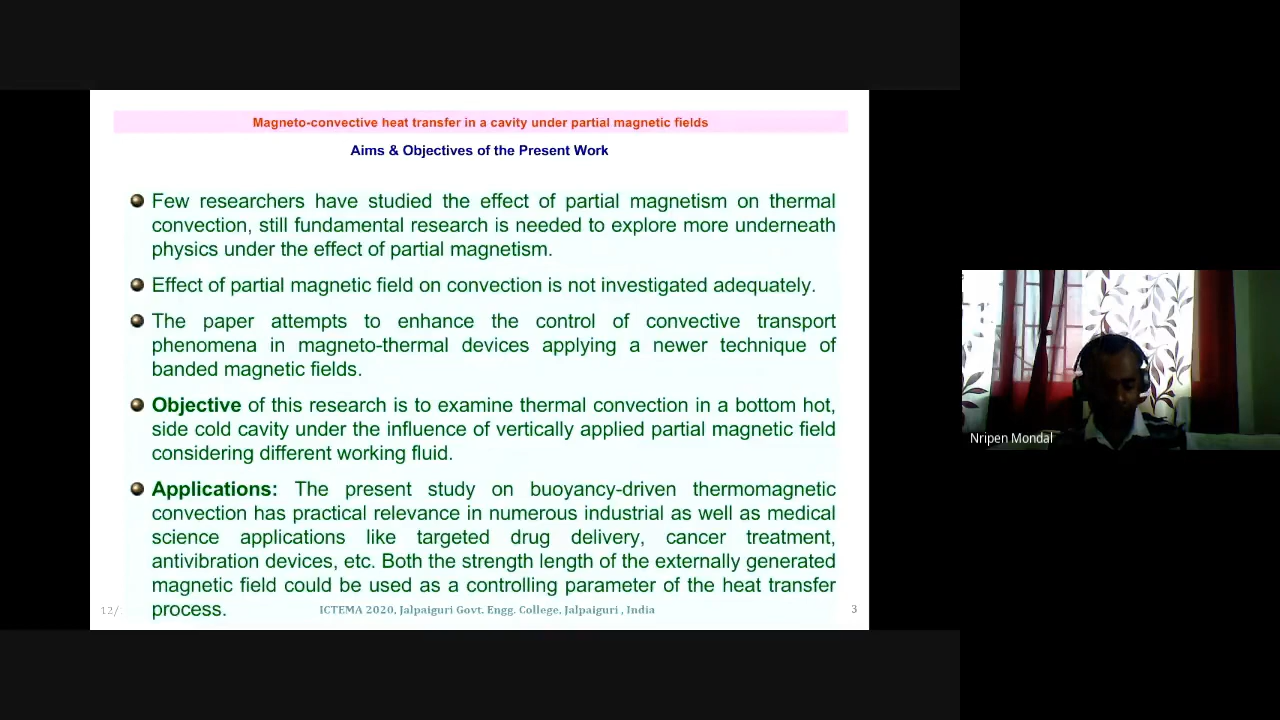 Magneto-convective heat transfer in a cavity under partial magnetic fields
Aims & Objectives of the Present Work
Few researchers have studied the effect of partial magnetism on thermal
convection, still fundamental research is needed to explore more underneath
physics under the effect of partial magnetism.
Effect of partial magnetic field on convection is not investigated adequately.
The paper attempts to enhance the control of convective transport
phenomena in magneto-thermal devices applying a newer technique of
banded magnetic fields.
Objective of this research is to examine thermal convection in a bottom hot,
side cold cavity under the influence of vertically applied partial magnetic field
considering different working fluid.
Applications: The present study on buoyancy-driven thermomagnetic
convection has practical relevance in numerous industrial as well as medical
science applications like targeted drug delivery, cancer treatment,
antivibration devices, etc. Both the strength length of the externally generated
magnetic field could be used as a controlling parameter of the heat transfer
process.
12/
ICTEMA 2020, Jalpaiguri Govt. Engg. College, Jalpaiguri , India
3
Nripen Mondal